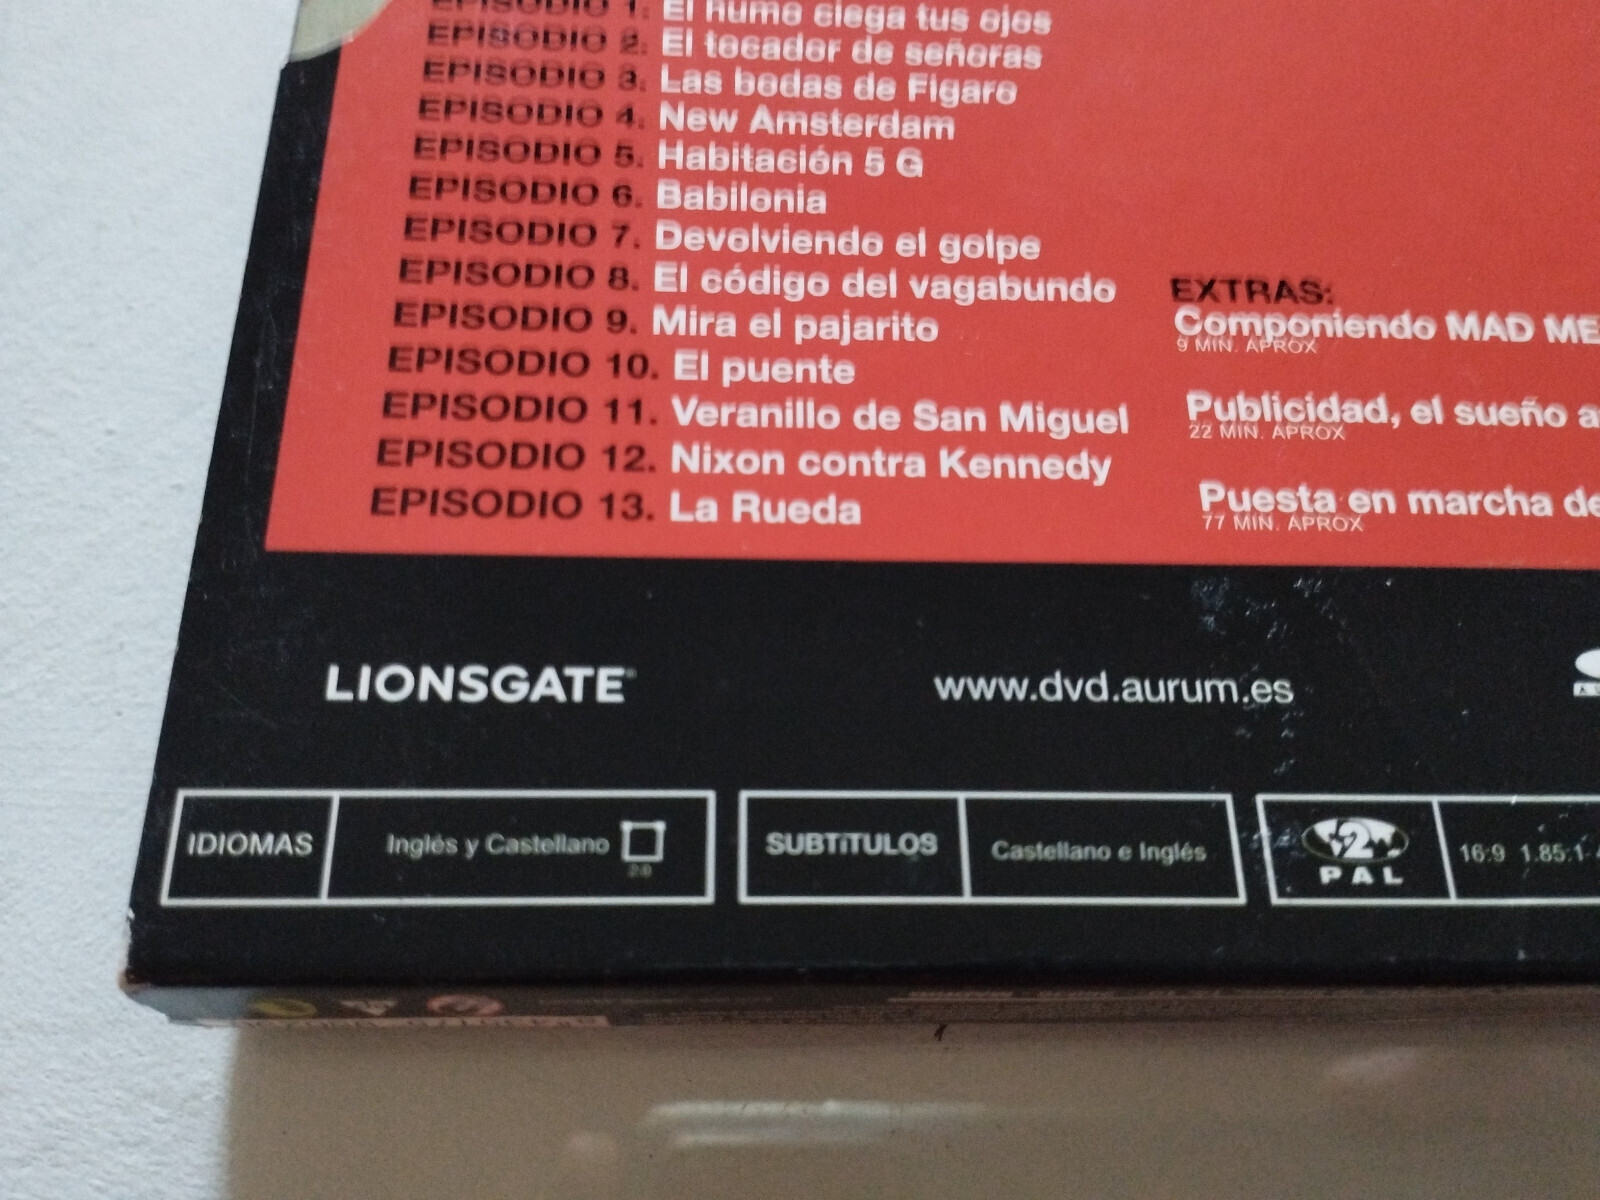 EPISODIO 1. El humo ciega tus ojos
EPISODIO 2. El tocador de señoras
EPISODIO 3. Las bodas de Figaro
EPISODIO 4. New Amsterdam
EPISODIO 5. Habitación 5 G
EPISODIO 6. Babilonia
EPISODIO 7. Devolviendo el golpe
EPISODIO 8. El código del vagabundo
EPISODIO 9. Mira el pajarito
EPISODIO 10. El puente
EPISODIO 11. Veranillo de San Miguel
EPISODIO 12. Nixon contra Kennedy
EPISODIO 13. La Rueda
EXTRAS:
Componiendo MAD ME
9 MIN. APROX
Publicidad, el sueño a
22 MIN. APROX
Puesta en marcha de
77 MIN. APROX
LIONSGATE
www.dvd.aurum.es
IDIOMAS
Inglés y Castellano
2.0
SUBTíTULOS
Castellano e Inglés
2
PAL
16:9 1.85:1